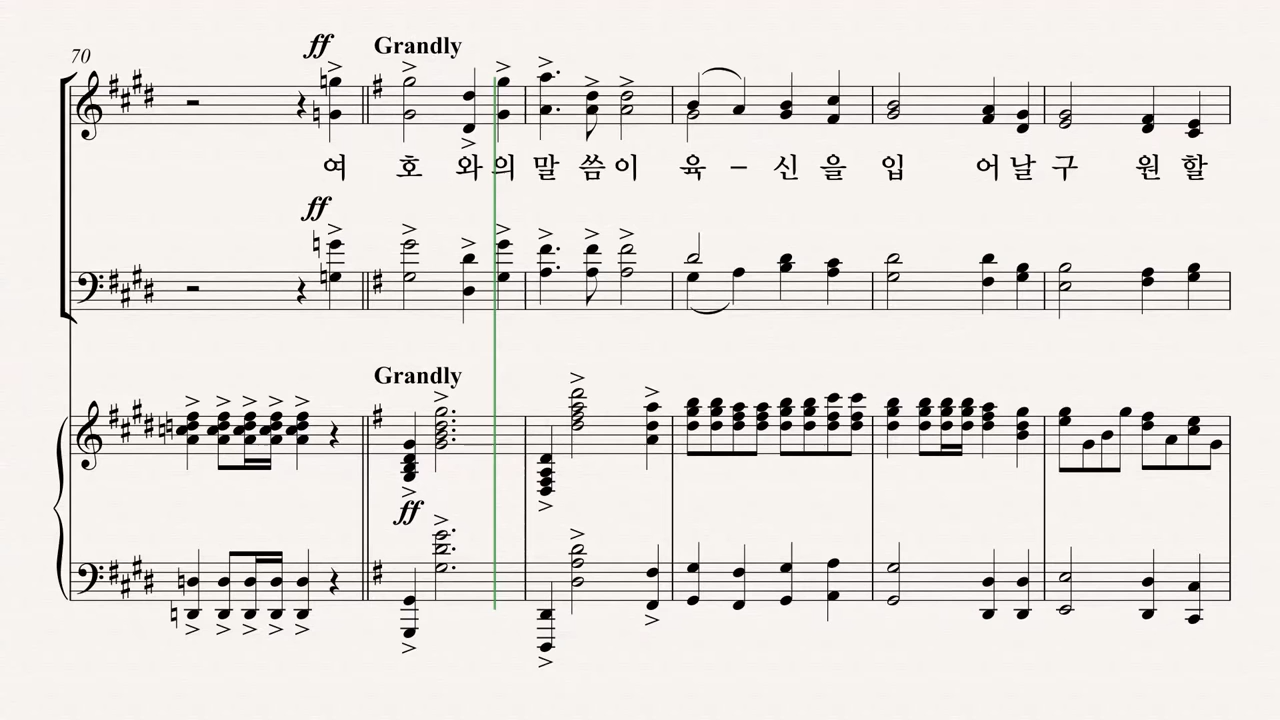 70
ff
Grandly
여 호 와 의 말 씀 이 육 – 신 을 입 어 날 구 원 할
ff
Grandly
ff